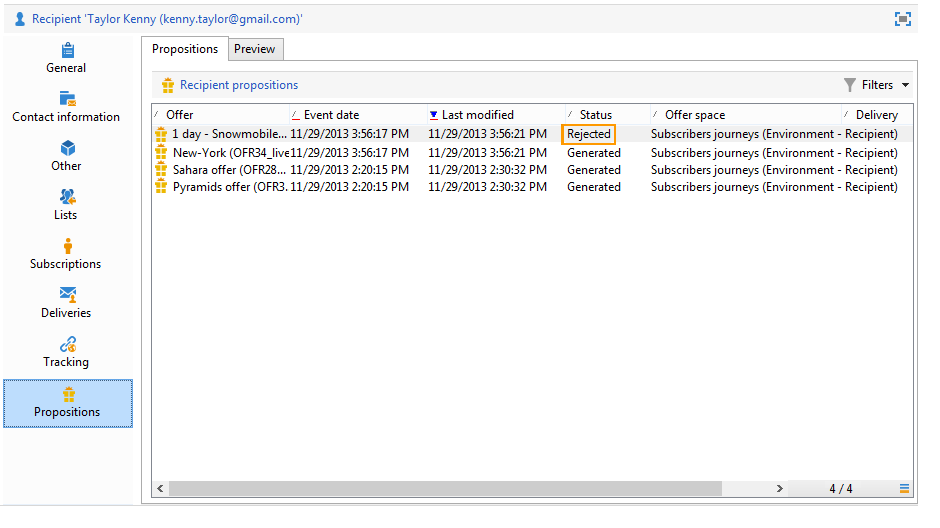 Recipient 'Taylor Kenny (kenny.taylor@gmail.com)'
General
Contact information
Other
Lists
Subscriptions
Deliveries
Tracking
Propositions
Propositions Preview
Recipient propositions Filters
Offer Event date Last modified Status Offer space Delivery
1 day - Snowmobile... 11/29/2013 3:56:17 PM 11/29/2013 3:56:21 PM Rejected Subscribers journeys (Environment - Recipient)
New-York (OFR34_live 11/29/2013 3:56:17 PM 11/29/2013 3:56:21 PM Generated Subscribers journeys (Environment - Recipient)
Sahara offer (OFR28... 11/29/2013 2:20:15 PM 11/29/2013 2:30:32 PM Generated Subscribers journeys (Environment - Recipient)
Pyramids offer (OFR3. 11/29/2013 2:20:15 PM 11/29/2013 2:30:32 PM Generated Subscribers journeys (Environment - Recipient)
4 / 4